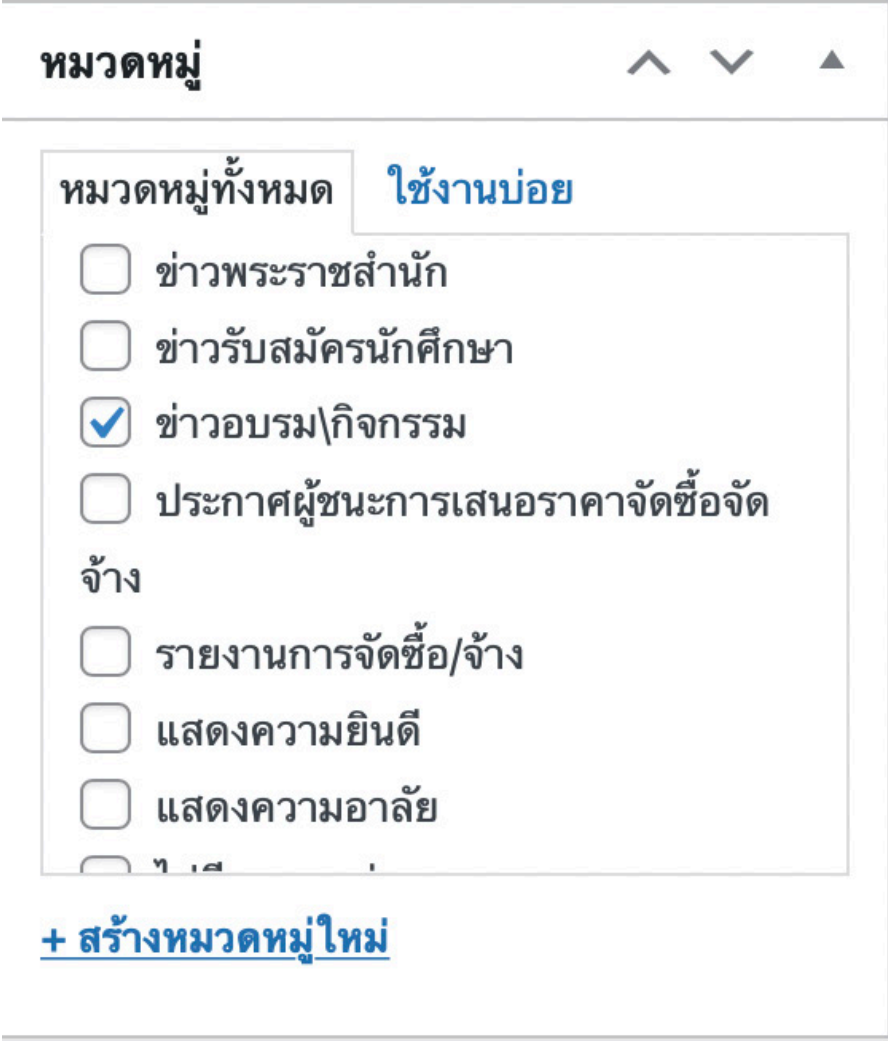 หมวดหมู่
หมวดหมู่ทั้งหมด ใช้งานบ่อย
ข่าวพระราชสำนัก
ข่าวรับสมัครนักศึกษา
ข่าวอบรม\กิจกรรม
ประกาศผู้ชนะการเสนอราคาจัดซื้อจัด
จ้าง
รายงานการจัดซื้อ/จ้าง
แสดงความยินดี
แสดงความอาลัย
+ สร้างหมวดหมู่ใหม่